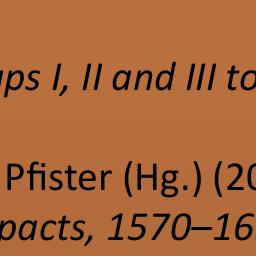 ps I, II and III to
Pfister (Hg.) (20
pacts, 1570–16